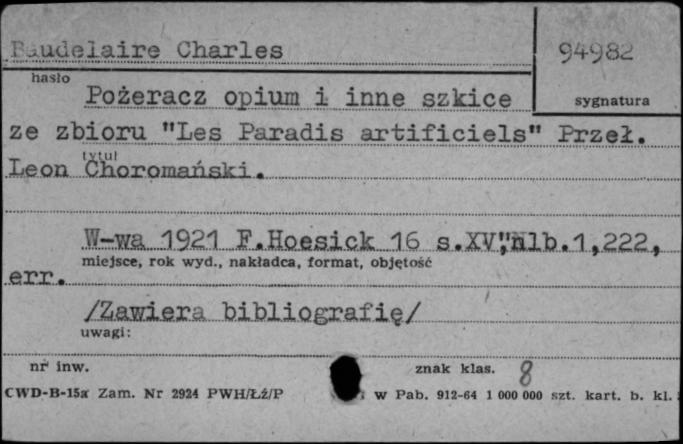 Baudelaire Charles
94982
hasło
Pożeracz opium i inne szkice
sygnatura
ze zbioru "Les Paradis artificiels" Przeł.
tytuł
Leon Choromański.
W-wa 1921 F.Hoesick 16 s.XV, nlb.1,222,
miejsce, rok wyd., nakładca, format, objętość
err.
/Zawiera bibliografię/
uwagi:
nr inw.
znak klas. 8
CWD-B-15a Zam. Nr 2924 PWH/Łź/P w Pab. 912-64 1 000 000 szt. kart. b. kl.